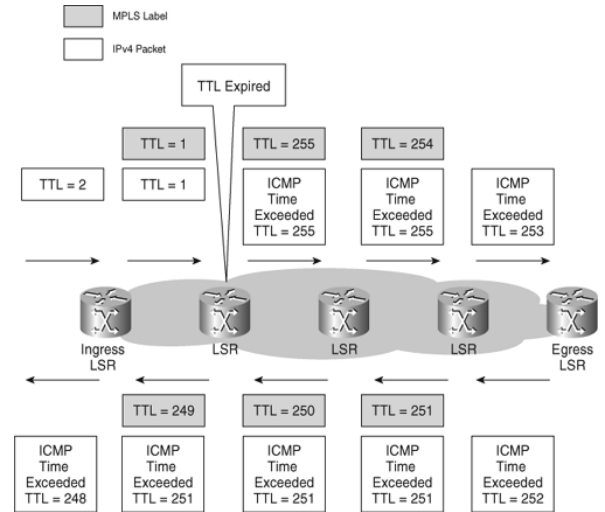 MPLS Label
IPv4 Packet
TTL Expired
TTL = 1
TTL = 255
TTL = 254
TTL = 2
TTL = 1
ICMP
Time
Exceeded
TTL = 255
ICMP
Time
Exceeded
TTL = 255
ICMP
Time
Exceeded
TTL = 253
Ingress
LSR
LSR
LSR
LSR
Egress
LSR
TTL = 249
TTL = 250
TTL = 251
ICMP
Time
Exceeded
TTL = 248
ICMP
Time
Exceeded
TTL = 251
ICMP
Time
Exceeded
TTL = 251
ICMP
Time
Exceeded
TTL = 251
ICMP
Time
Exceeded
TTL = 252